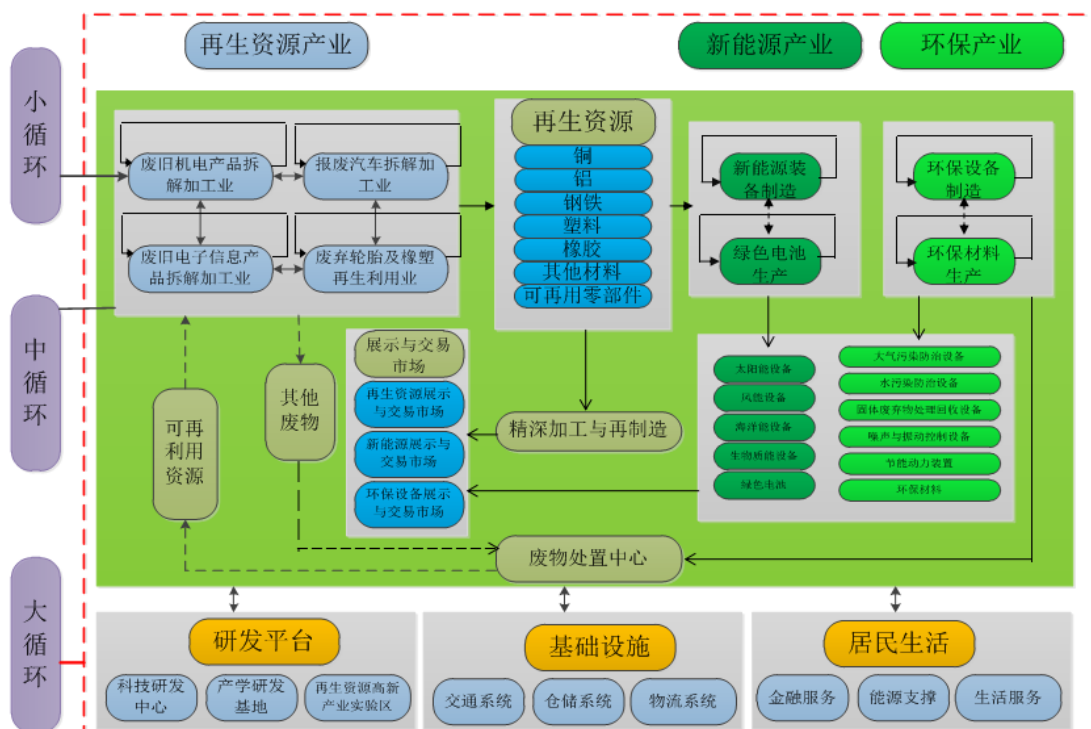 再生资源产业
新能源产业
环保产业
小
循
环
中
循
环
大
循
环
废旧机电产品拆
解加工业
报废汽车拆解加
工业
废旧电子信息产
品拆解加工业
废弃轮胎及橡塑
再生利用业
再生资源
铜
铝
钢铁
塑料
橡胶
其他材料
可再用零部件
新能源装
备制造
绿色电池
生产
环保设备
制造
环保材料
生产
可再
利用
资源
其他
废物
展示与交易
市场
再生资源展示
与交易市场
新能源展示与
交易市场
环保设备展示
与交易市场
精深加工与再制造
太阳能设备
风能设备
海洋能设备
生物质能设备
绿色电池
大气污染防治设备
水污染防治设备
固体废弃物处理回收设备
噪声与振动控制设备
节能动力装置
环保材料
废物处置中心
研发平台
科技研发
中心
产学研发
基地
再生资源高新
产业实验区
基础设施
交通系统
仓储系统
物流系统
居民生活
金融服务
能源支撑
生活服务